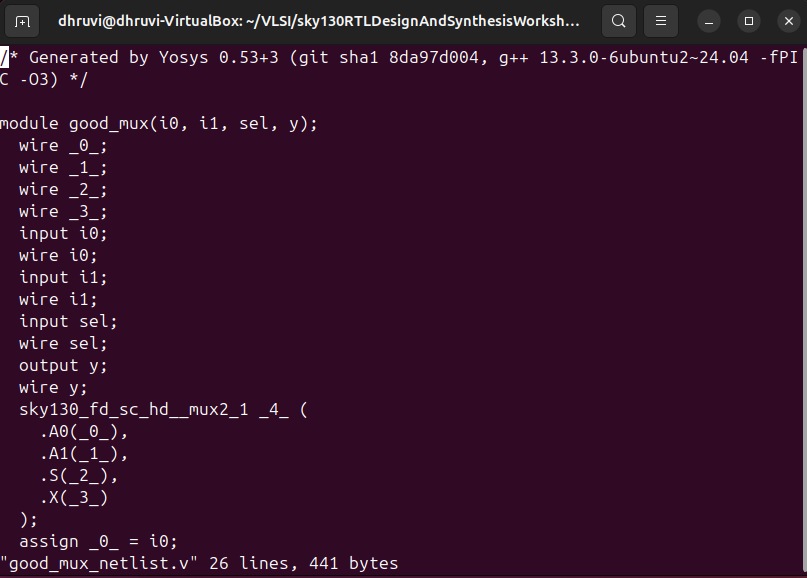 dhruvi@dhruvi-VirtualBox: ~/VLSI/sky130RTLDesignAndSynthesisWorksh...
/* Generated by Yosys 0.53+3 (git sha1 8da97d004, g++ 13.3.0-6ubuntu2~24.04 -fPI
C -O3) */

module good_mux(i0, i1, sel, y);
  wire _0_;
  wire _1_;
  wire _2_;
  wire _3_;
  input i0;
  wire i0;
  input i1;
  wire i1;
  input sel;
  wire sel;
  output y;
  wire y;
  sky130_fd_sc_hd__mux2_1 _4_ (
    .A0(_0_),
    .A1(_1_),
    .S(_2_),
    .X(_3_)
  );
  assign _0_ = i0;
"good_mux_netlist.v" 26 lines, 441 bytes